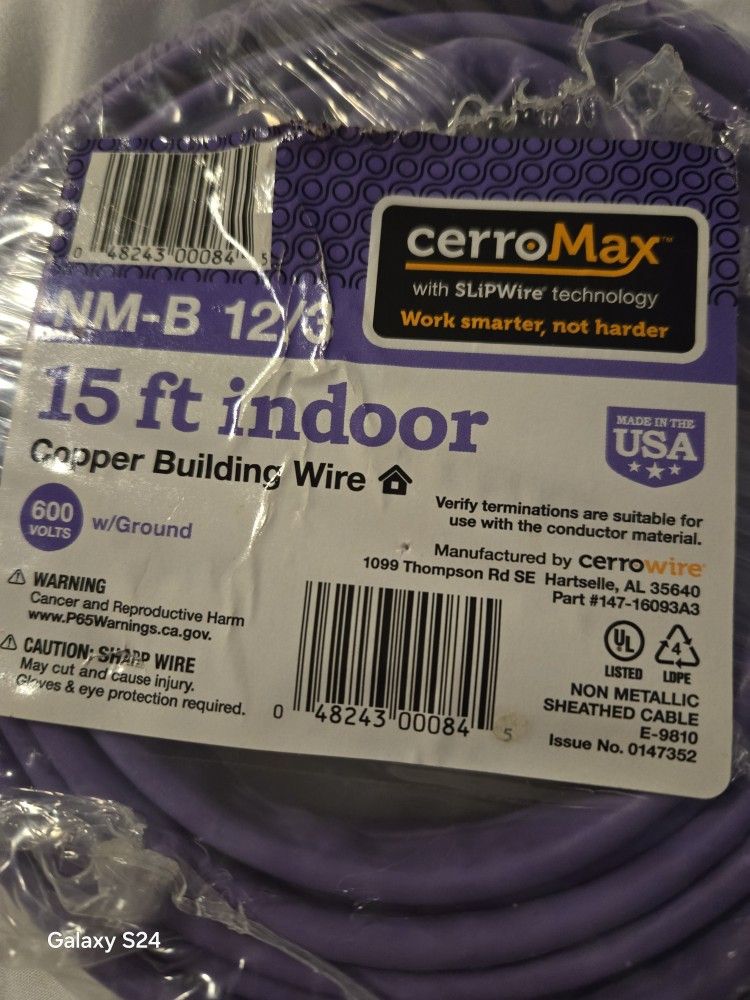 0 48243 00084 5
cerroMax™
with SLiPWire® technology
Work smarter, not harder
NM-B 12/3
15 ft indoor
Copper Building Wire
MADE IN THE
USA
600
VOLTS
w/Ground
Verify terminations are suitable for
use with the conductor material.
Manufactured by cerrowire®
1099 Thompson Rd SE Hartselle, AL 35640
Part #147-16093A3
WARNING
Cancer and Reproductive Harm
www.P65Warnings.ca.gov.
CAUTION: SHARP WIRE
May cut and cause injury.
Gloves & eye protection required.
0 48243 00084 5
UL
LISTED
4
LDPE
NON METALLIC
SHEATHED CABLE
E-9810
Issue No. 0147352
Galaxy S24